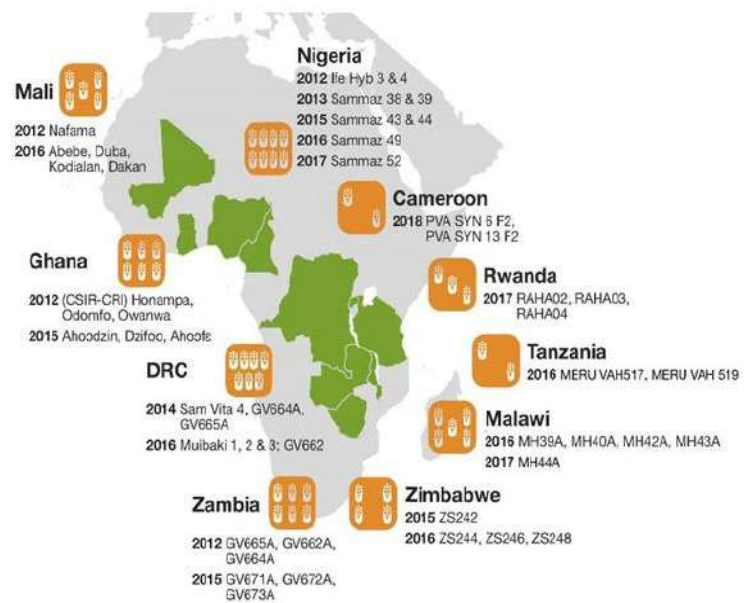 Nigeria
2012 Ife Hyb 3 & 4
2013 Sammaz 38 & 39
2015 Sammaz 43 & 44
2016 Sammaz 49
2017 Sammaz 52
Mali
2012 Nafama
2016 Abebe, Duba,
Kodialan, Dakan
Cameroon
2018 PVA SYN 6 F2,
PVA SYN 13 F2
Ghana
2012 (CSIR-CRI) Honampa,
Odomfo, Owanwa
2015 Ahoodzin, Dzifoo, Ahoofe
Rwanda
2017 RAHA02, RAHA03,
RAHA04
Tanzania
2016 MERU VAH517, MERU VAH 519
DRC
2014 Sam Vita 4, GV664A,
GV665A
2016 Muibaki 1, 2 & 3; GV662
Malawi
2016 MH39A, MH40A, MH42A, MH43A
2017 MH44A
Zambia
2012 GV665A, GV662A,
GV664A
2015 GV671A, GV672A,
GV673A
Zimbabwe
2015 ZS242
2016 ZS244, ZS246, ZS248